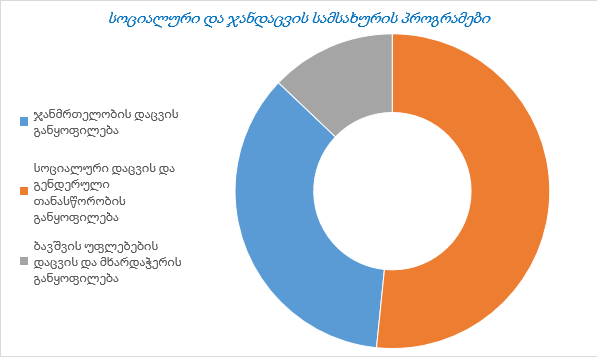 სოციალური და ჯანდაცვის სამსახურის პროგრამები
ჯანმრთელობის დაცვის
განყოფილება
სოციალური დაცვის და
გენდერული
თანასწორობის
განყოფილება
ბავშვის უფლებების
დაცვის და მხარდაჭერის
განყოფილება